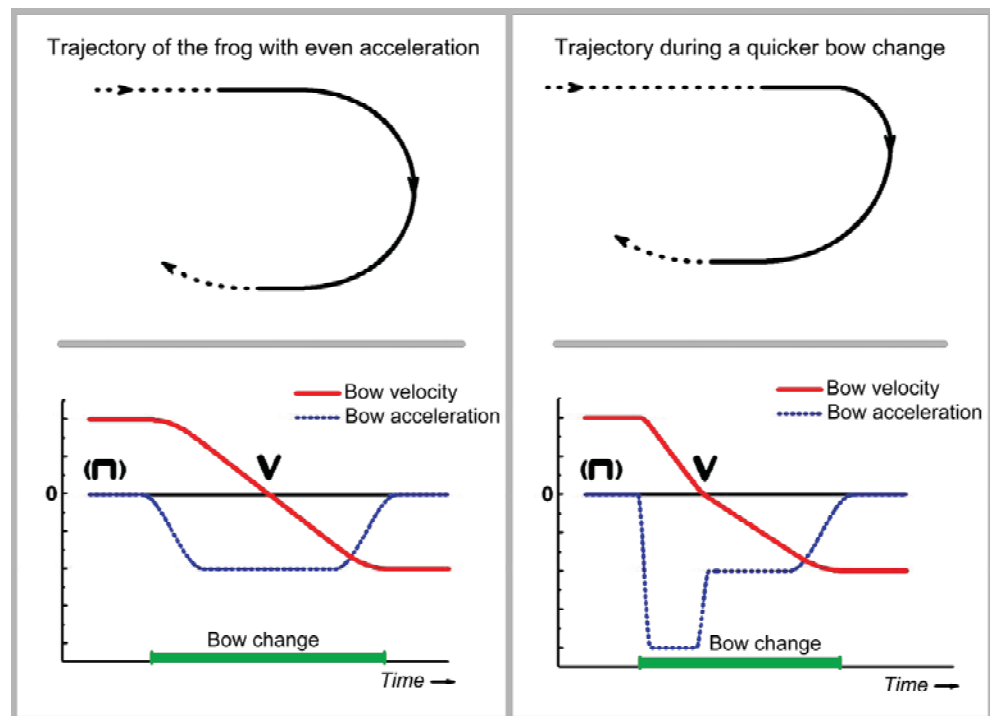 Trajectory of the frog with even acceleration
Bow velocity
Bow acceleration
(⊓)
V
0
Bow change
Time
Trajectory during a quicker bow change
Bow velocity
Bow acceleration
(⊓)
V
0
Bow change
Time